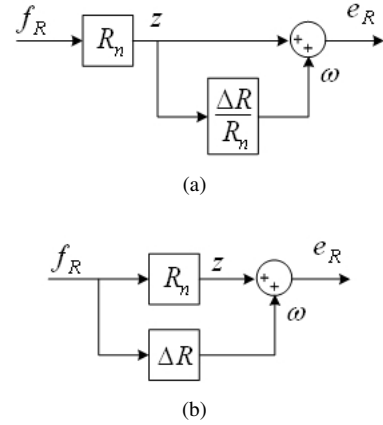 f_R R_n z + + e_R
ω
ΔR
R_n
(a)
f_R R_n z + + e_R
ω
ΔR
(b)